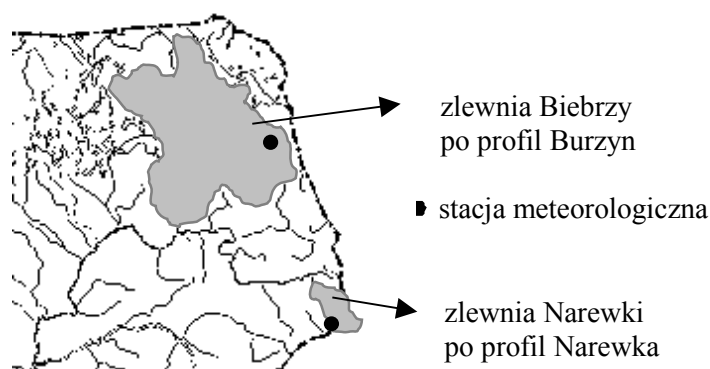 zlewnia Biebrzy
po profil Burzyn
stacja meteorologiczna
zlewnia Narewki
po profil Narewka